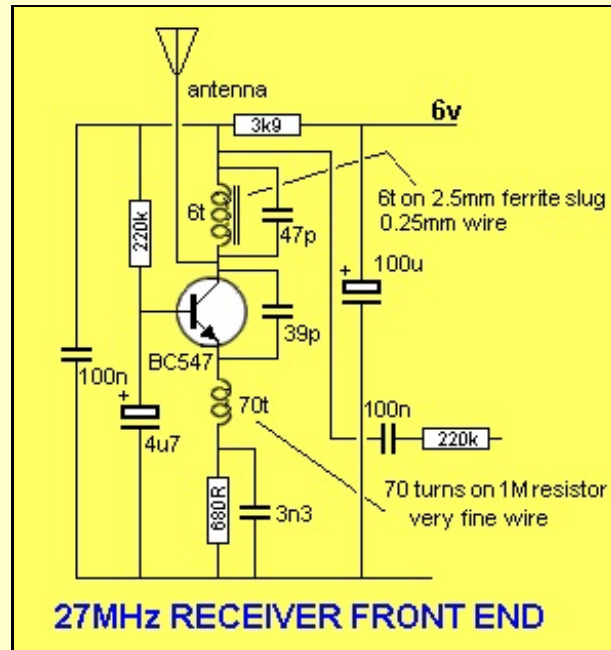 antenna
6v
3k9
6t
6t on 2.5mm ferrite slug
0.25mm wire
220k
47p
100u
+
39p
BC547
100n
+
4u7
70t
100n
220k
680R
3n3
70 turns on 1M resistor
very fine wire
27MHz RECEIVER FRONT END